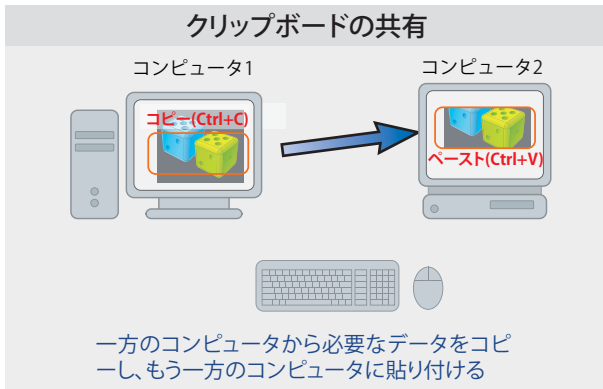 クリップボードの共有
コンピュータ1
コンピュータ2
コピー(Ctrl+C)
ペースト(Ctrl+V)
一方のコンピュータから必要なデータをコピ
ーし、もう一方のコンピュータに貼り付ける